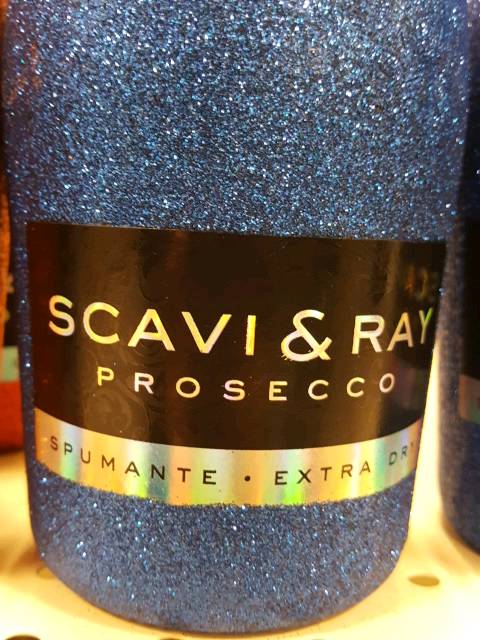 SCAVI & RAY
PROSECCO
SPUMANTE • EXTRA DRY